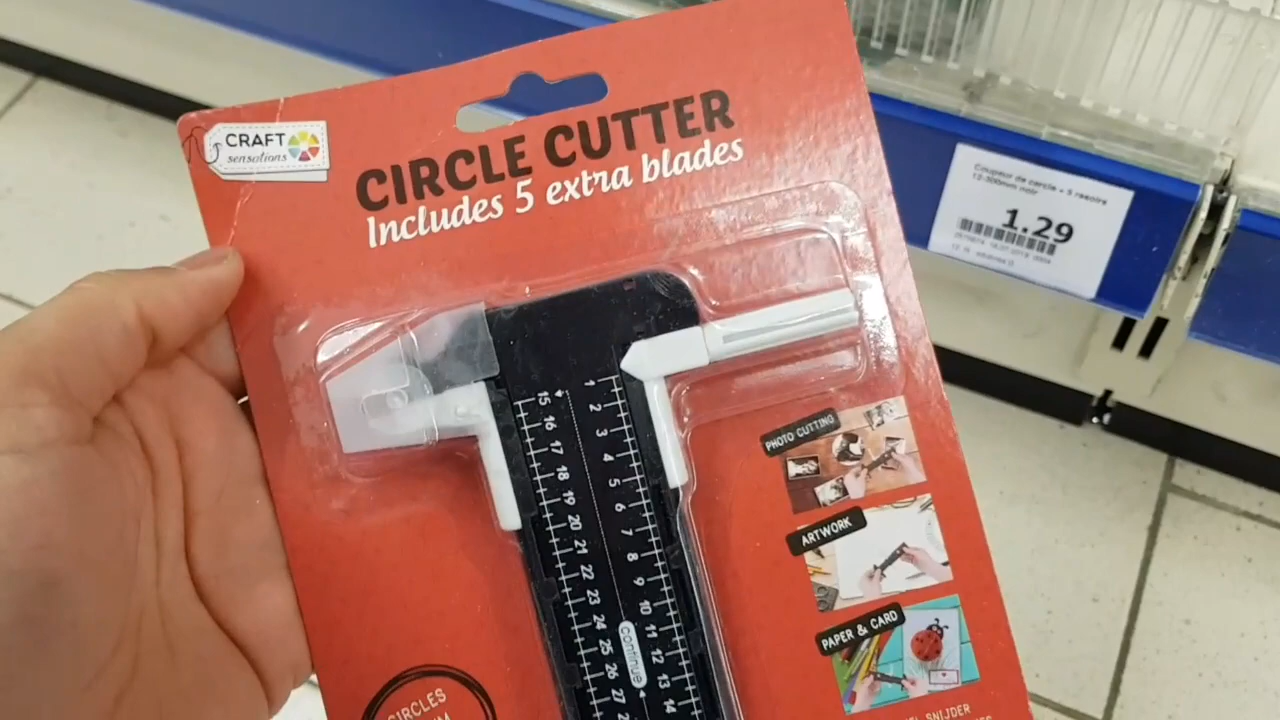 CRAFT
sensations
CIRCLE CUTTER
Includes 5 extra blades
Coupeur de cercle + 5 rasoirs
1.29
PHOTO CUTTING
ARTWORK
PAPER & CARD
1
2
3
4
5
6
7
8
9
10
11
12
13
14
15
16
17
18
19
20
21
22
23
24
25
26
27
continue
CIRCLES
SNIJDER